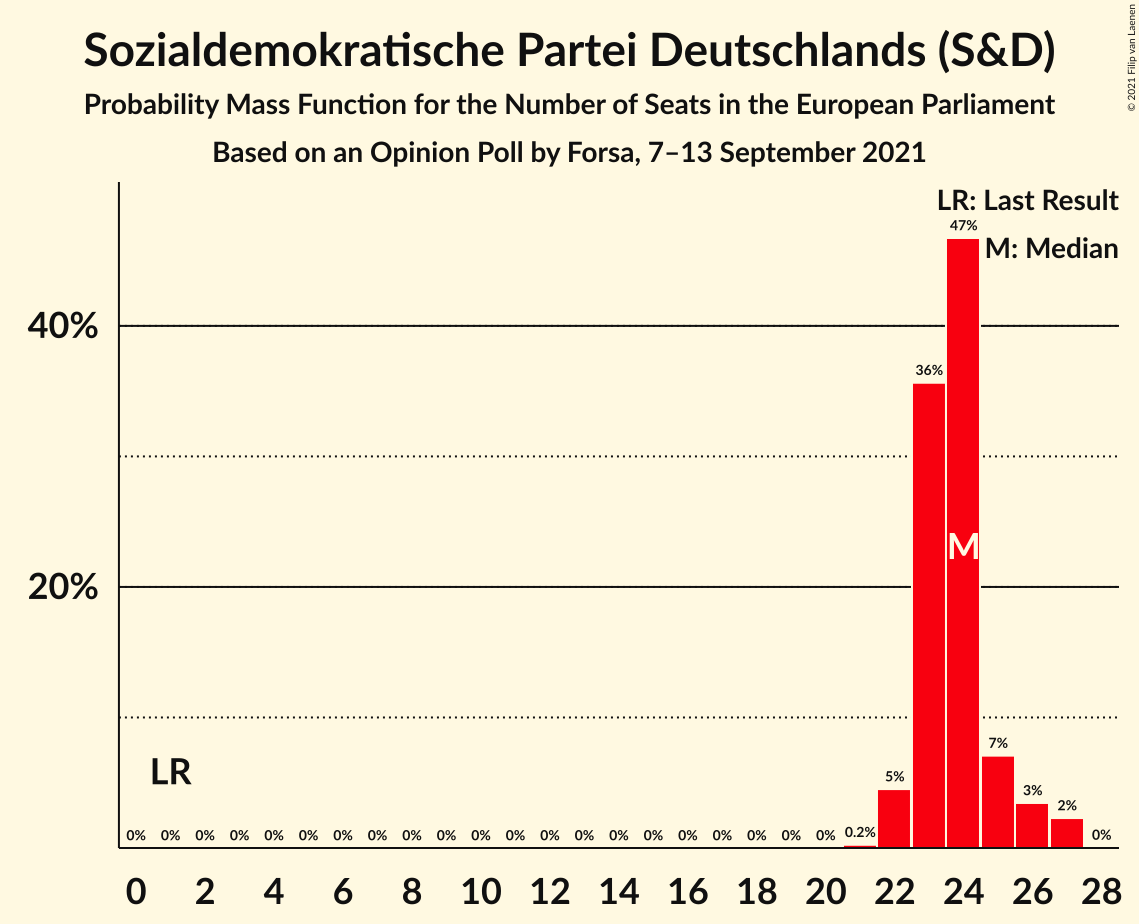 Sozialdemokratische Partei Deutschlands (S&D)
Probability Mass Function for the Number of Seats in the European Parliament
Based on an Opinion Poll by Forsa, 7–13 September 2021
© 2021 Filip van Laenen
LR: Last Result
M: Median
40%
20%
LR
M
0% 0% 0% 0% 0% 0% 0% 0% 0% 0% 0% 0% 0% 0% 0% 0% 0% 0% 0% 0% 0% 0.2% 5% 36% 47% 7% 3% 2% 0%
0 2 4 6 8 10 12 14 16 18 20 22 24 26 28